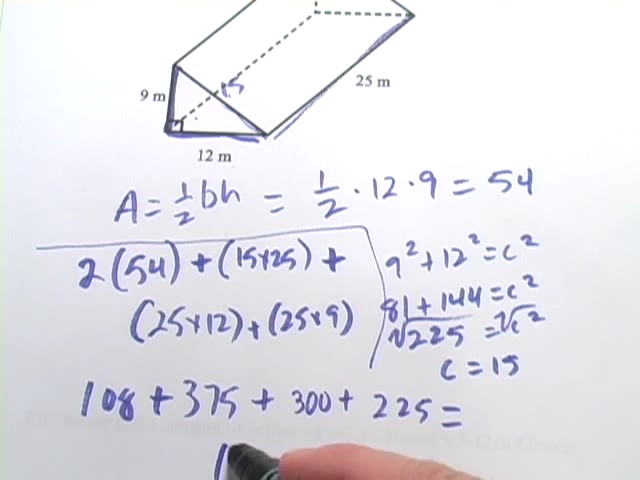 15
9 m
25 m
12 m
A = 1/2 bh = 1/2 · 12 · 9 = 54
2(54) + (15×25) +
(25×12) + (25×9)
9² + 12² = c²
81 + 144 = c²
√225 = √c²
c = 15
108 + 375 + 300 + 225 =